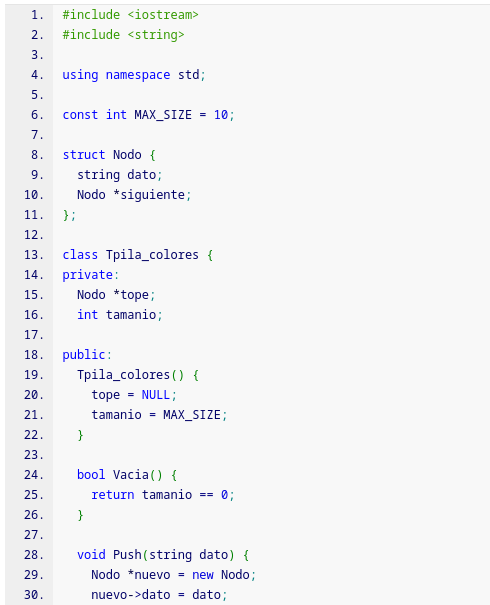 1. #include <iostream>
2. #include <string>
3.
4. using namespace std;
5.
6. const int MAX_SIZE = 10;
7.
8. struct Nodo {
9.   string dato;
10.   Nodo *siguiente;
11. };
12.
13. class Tpila_colores {
14. private:
15.   Nodo *tope;
16.   int tamanio;
17.
18. public:
19.   Tpila_colores() {
20.     tope = NULL;
21.     tamanio = MAX_SIZE;
22.   }
23.
24.   bool Vacia() {
25.     return tamanio == 0;
26.   }
27.
28.   void Push(string dato) {
29.     Nodo *nuevo = new Nodo;
30.     nuevo->dato = dato;